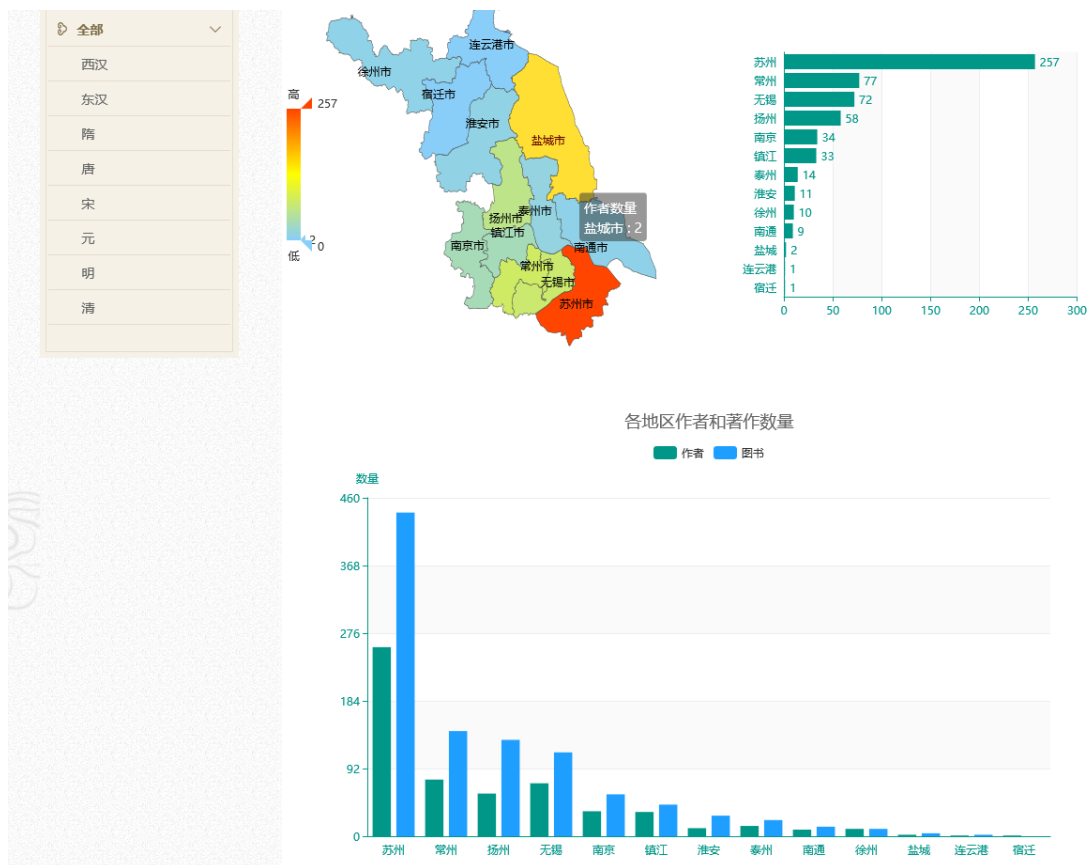 全部
西汉
东汉
隋
唐
宋
元
明
清
高
257
2
0
低
连云港市
徐州市
宿迁市
淮安市
盐城市
泰州市
扬州市
镇江市
南京市
南通市
常州市
无锡市
苏州市
作者数量
盐城市 : 2
苏州 257
常州 77
无锡 72
扬州 58
南京 34
镇江 33
泰州 14
淮安 11
徐州 10
南通 9
盐城 2
连云港 1
宿迁 1
0 50 100 150 200 250 300
各地区作者和著作数量
作者 图书
数量
460
368
276
184
92
0
苏州 常州 扬州 无锡 南京 镇江 淮安 泰州 南通 徐州 盐城 连云港 宿迁